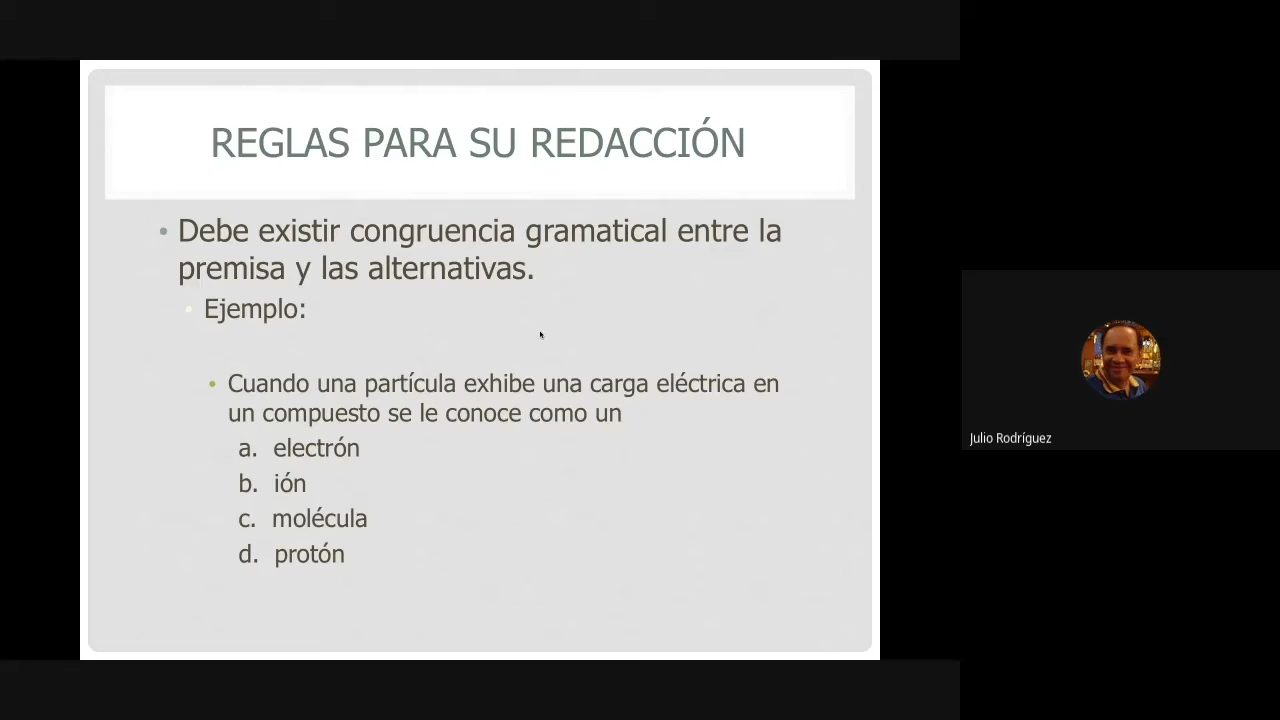 REGLAS PARA SU REDACCIÓN
• Debe existir congruencia gramatical entre la
premisa y las alternativas.
• Ejemplo:
• Cuando una partícula exhibe una carga eléctrica en
un compuesto se le conoce como un
a. electrón
b. ión
c. molécula
d. protón
Julio Rodríguez